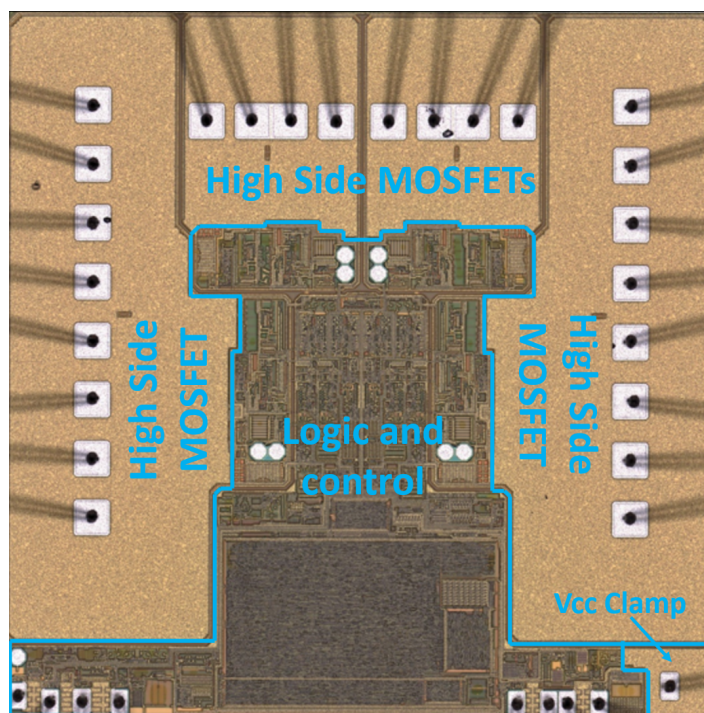 High Side MOSFETs
High Side
MOSFET
High Side
MOSFET
Logic and
control
Vcc Clamp